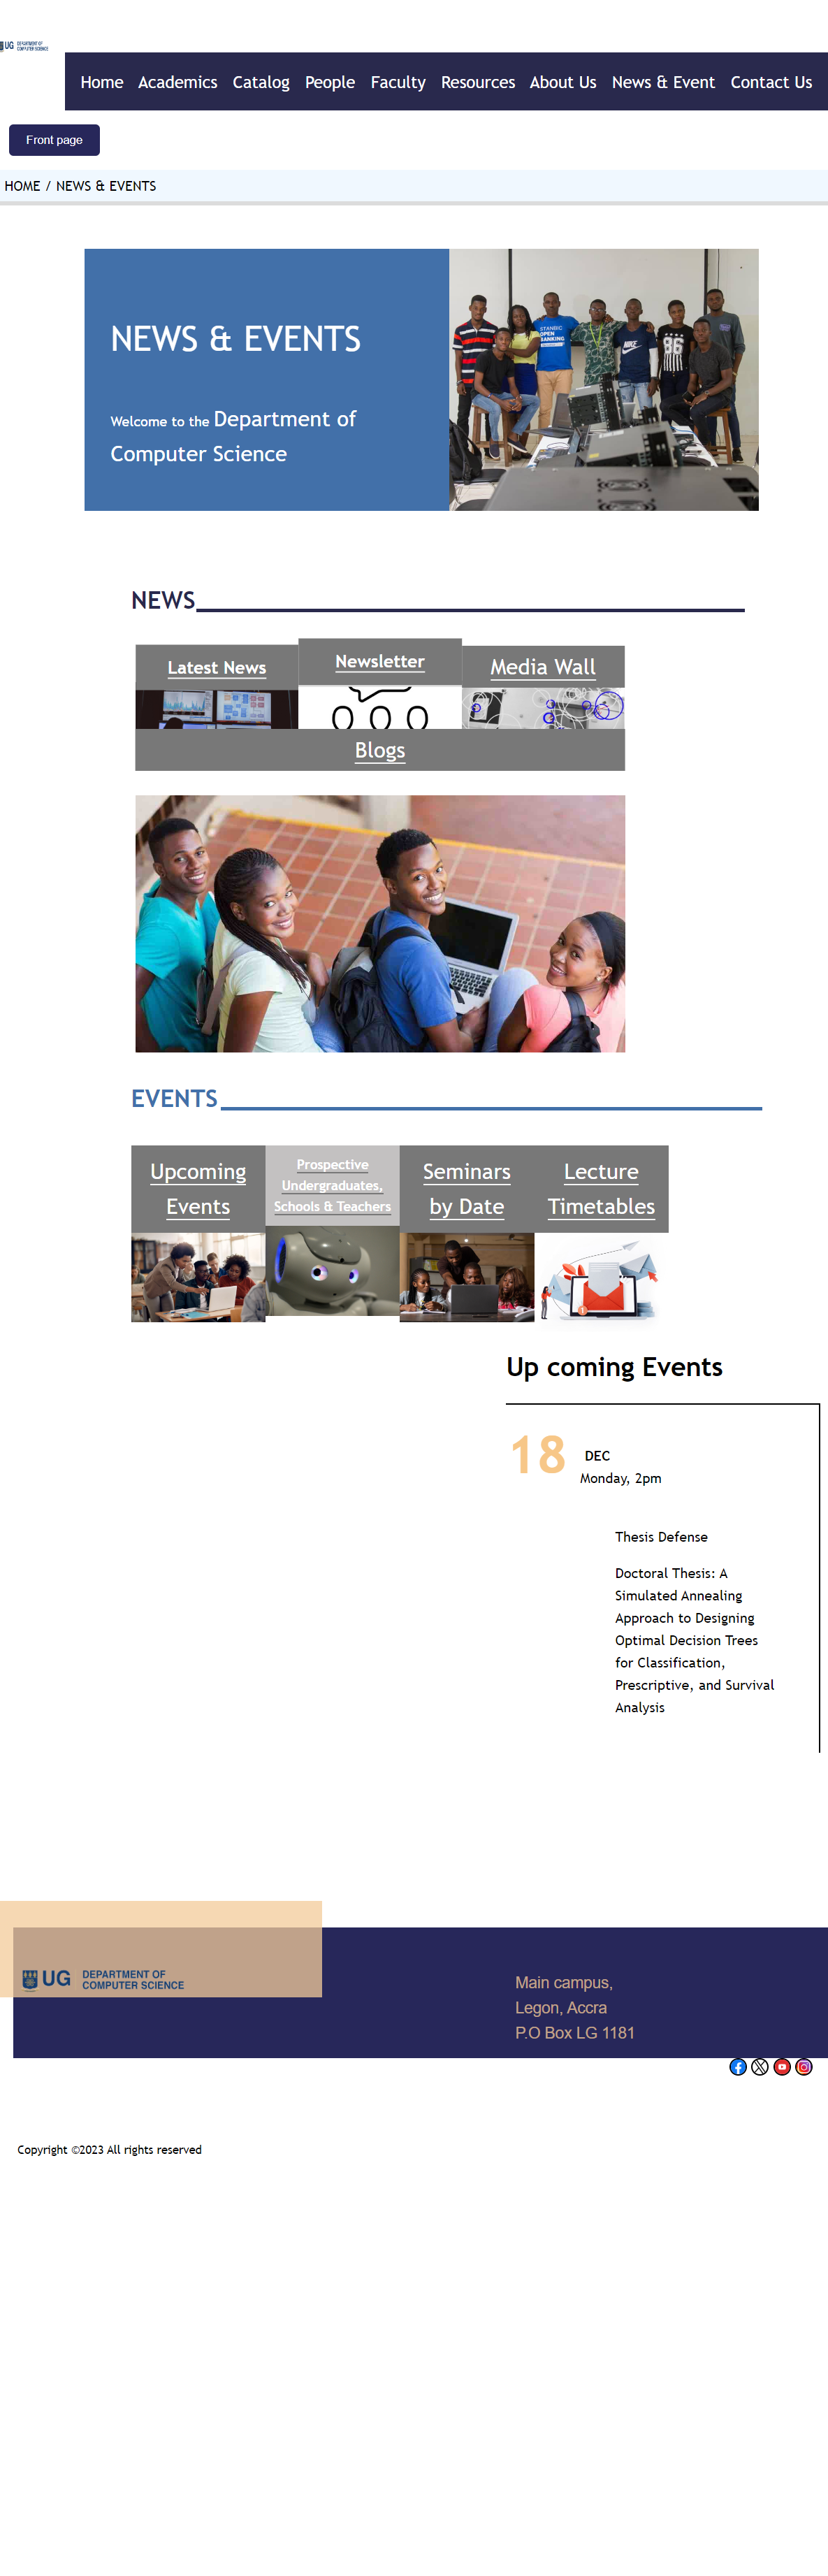 UG DEPARTMENT OF
COMPUTER SCIENCE
Home Academics Catalog People Faculty Resources About Us News & Event Contact Us
Front page
HOME / NEWS & EVENTS
NEWS & EVENTS
Welcome to the Department of
Computer Science
STANBIC
OPEN
BANKING
86
NEWS
Latest News
Newsletter
Media Wall
Blogs
EVENTS
Upcoming
Events
Prospective
Undergraduates,
Schools & Teachers
Seminars
by Date
Lecture
Timetables
Up coming Events
18 DEC
Monday, 2pm
Thesis Defense
Doctoral Thesis: A
Simulated Annealing
Approach to Designing
Optimal Decision Trees
for Classification,
Prescriptive, and Survival
Analysis
UG DEPARTMENT OF
COMPUTER SCIENCE
Main campus,
Legon, Accra
P.O Box LG 1181
Copyright ©2023 All rights reserved